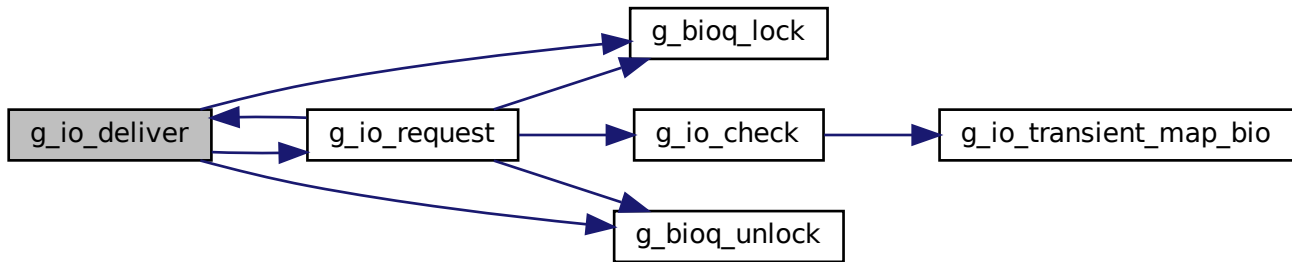 g_bioq_lock
g_io_deliver
g_io_request
g_io_check
g_io_transient_map_bio
g_bioq_unlock